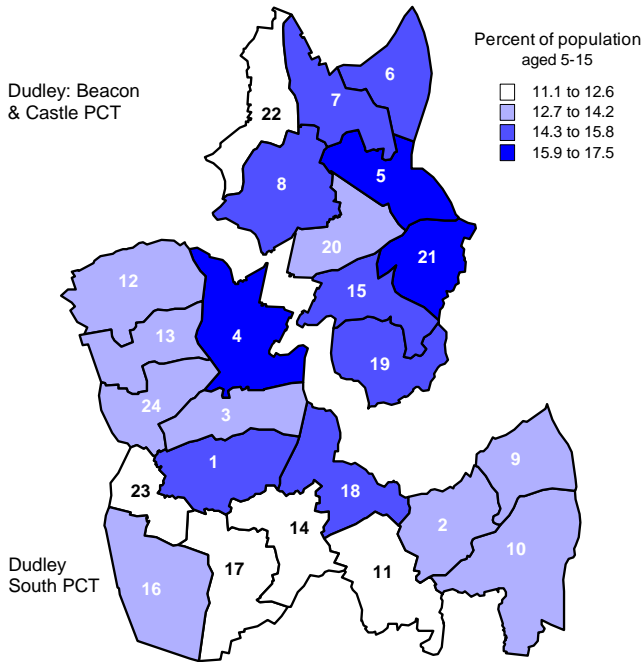 Percent of population
aged 5-15
11.1 to 12.6
12.7 to 14.2
14.3 to 15.8
15.9 to 17.5
Dudley: Beacon
& Castle PCT
6
7
22
5
8
20
21
12
15
13
4
19
24
3
9
1
23
18
14
2
10
17
11
16
Dudley
South PCT